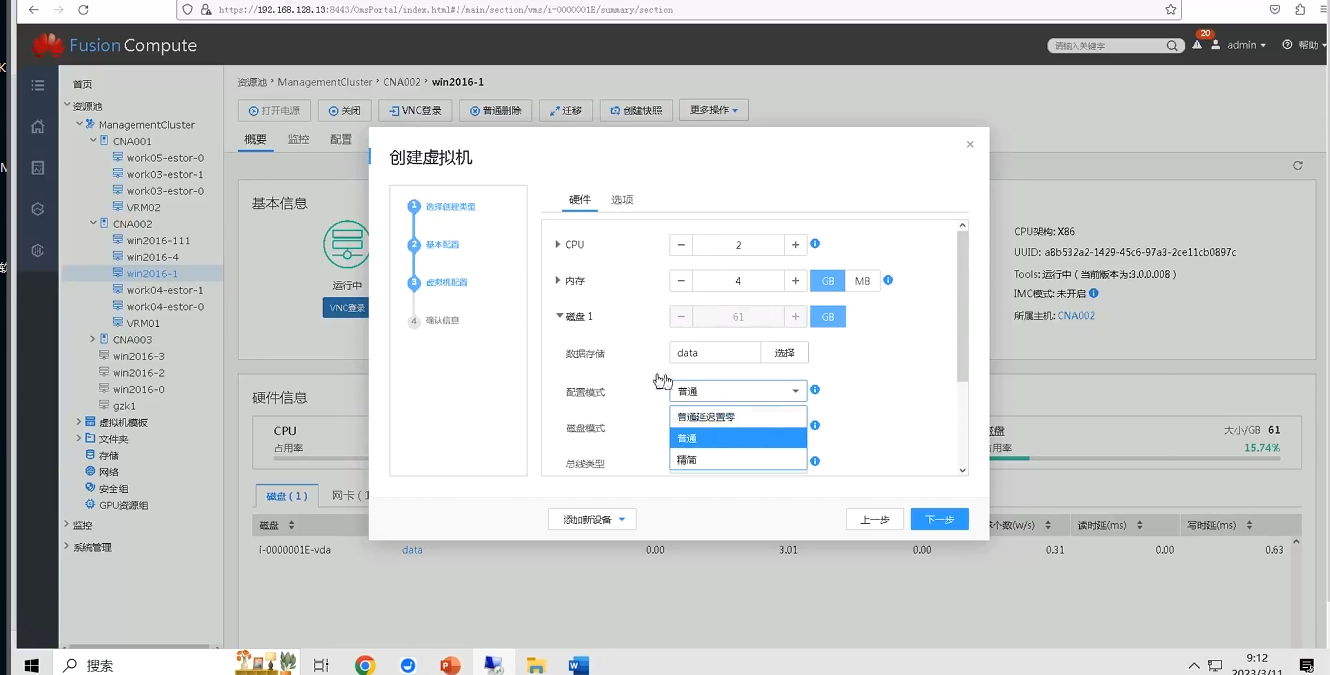 https://192.168.128.13:8443/OmsPortal/index.html#!/main/section/vms/i-0000001E/summary/section
FusionCompute
请输入关键字
20
admin
帮助
首页
资源池
ManagementCluster
CNA001
work05-estor-0
work03-estor-1
work03-estor-0
VRM02
CNA002
win2016-111
win2016-4
win2016-1
work04-estor-1
work04-estor-0
VRM01
CNA003
win2016-3
win2016-2
win2016-0
gzk1
虚拟机模板
文件夹
存储
网络
安全组
GPU资源组
监控
系统管理
资源池 › ManagementCluster › CNA002 › win2016-1
打开电源
关闭
VNC登录
普通删除
迁移
创建快照
更多操作
概要
监控
配置
基本信息
运行中
VNC登录
CPU架构: X86
UUID: a8b532a2-1429-45c6-97a3-2ce11cb0897c
Tools: 运行中（当前版本为:3.0.0.008）
IMC模式: 未开启
所属主机: CNA002
硬件信息
CPU
占用率
大小/GB 61
占用率
15.74%
磁盘（1）
网卡（1
磁盘
个数(w/s)
读时延(ms)
写时延(ms)
i-0000001E-vda
data
0.00
3.01
0.00
0.31
0.00
0.63
创建虚拟机
×
1 选择创建类型
2 基本配置
3 虚拟机配置
4 确认信息
硬件
选项
CPU
− 2 +
内存
− 4 + GB MB
磁盘 1
− 61 + GB
数据存储
data 选择
配置模式
普通
普通延迟置零
普通
精简
磁盘模式
总线类型
添加新设备
上一步
下一步
搜索
9:12
2023/3/11